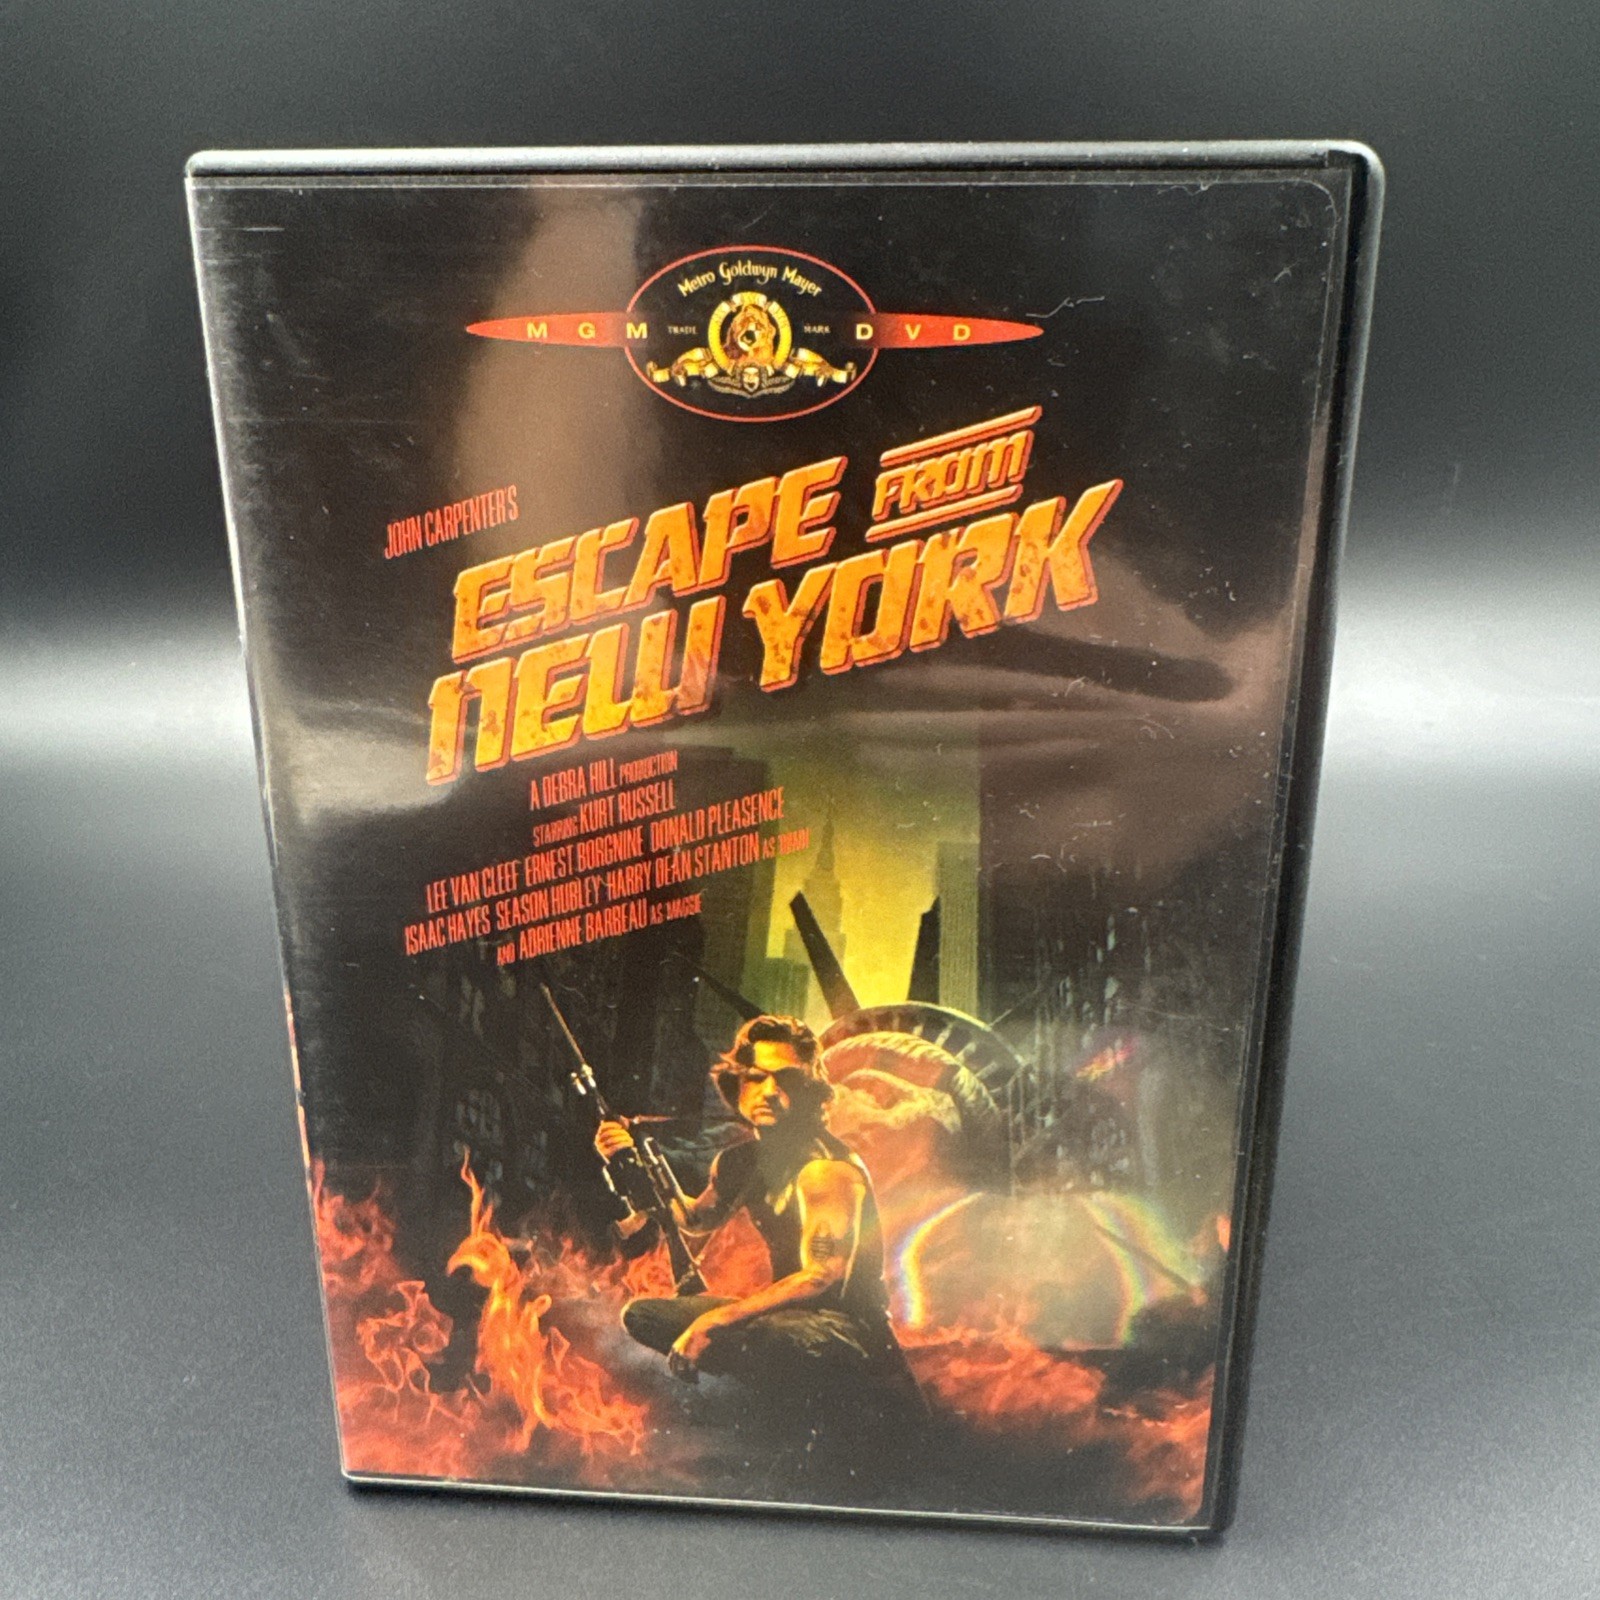 Metro Goldwyn Mayer
MGM TRADE MARK DVD
JOHN CARPENTER'S
ESCAPE FROM
NEW YORK
A DEBRA HILL PRODUCTION
STARRING KURT RUSSELL
LEE VAN CLEEF ERNEST BORGNINE DONALD PLEASENCE
ISAAC HAYES SEASON HUBLEY HARRY DEAN STANTON AS 'BRAIN'
AND ADRIENNE BARBEAU AS 'MAGGIE'